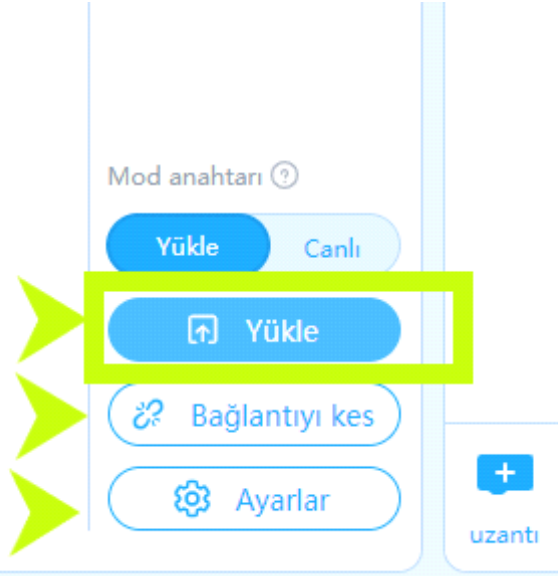 Mod anahtarı ?
Yükle Canlı
Yükle
Bağlantıyı kes
Ayarlar
uzantı